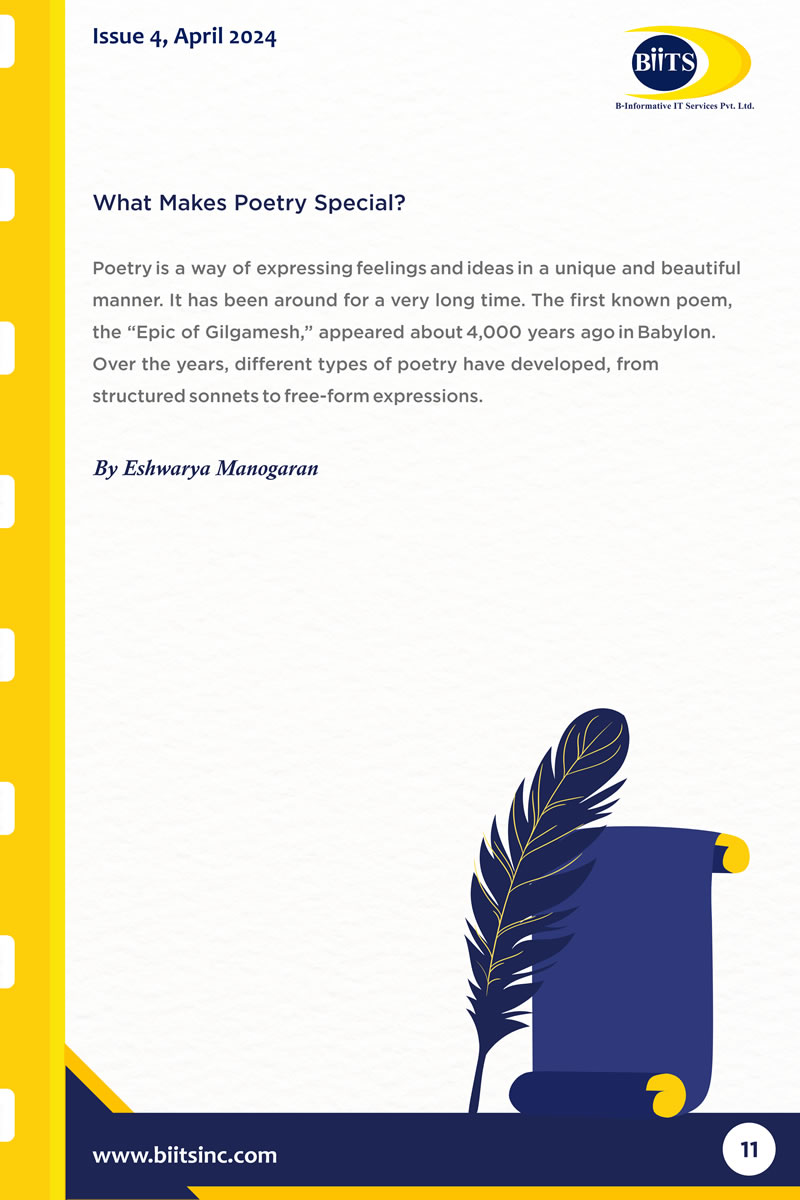 Issue 4, April 2024
BiiTS
B-Informative IT Services Pvt. Ltd.
What Makes Poetry Special?
Poetry is a way of expressing feelings and ideas in a unique and beautiful
manner. It has been around for a very long time. The first known poem,
the “Epic of Gilgamesh,” appeared about 4,000 years ago in Babylon.
Over the years, different types of poetry have developed, from
structured sonnets to free-form expressions.
By Eshwarya Manogaran
www.biitsinc.com
11